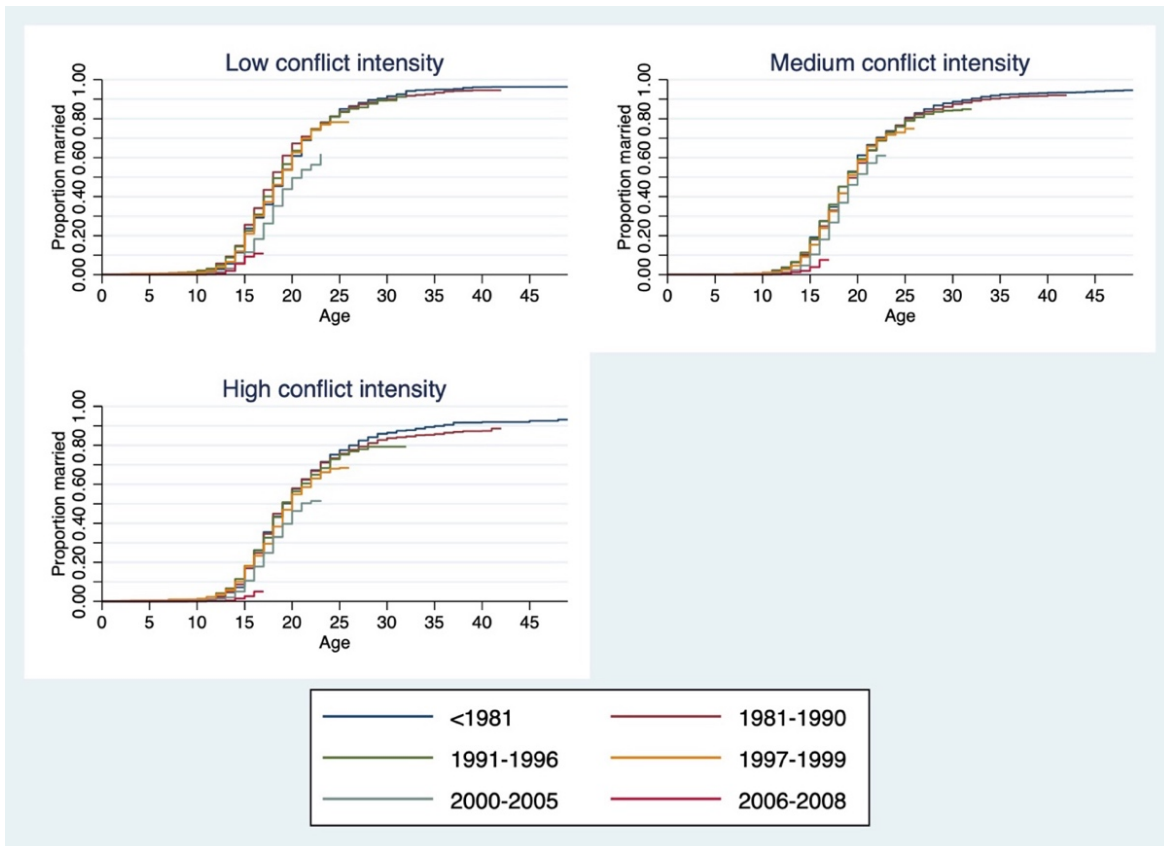 Low conflict intensity
Proportion married
0.00 0.20 0.40 0.60 0.80 1.00
0 5 10 15 20 25 30 35 40 45
Age
Medium conflict intensity
Proportion married
0.00 0.20 0.40 0.60 0.80 1.00
0 5 10 15 20 25 30 35 40 45
Age
High conflict intensity
Proportion married
0.00 0.20 0.40 0.60 0.80 1.00
0 5 10 15 20 25 30 35 40 45
Age
<1981 1981-1990
1991-1996 1997-1999
2000-2005 2006-2008